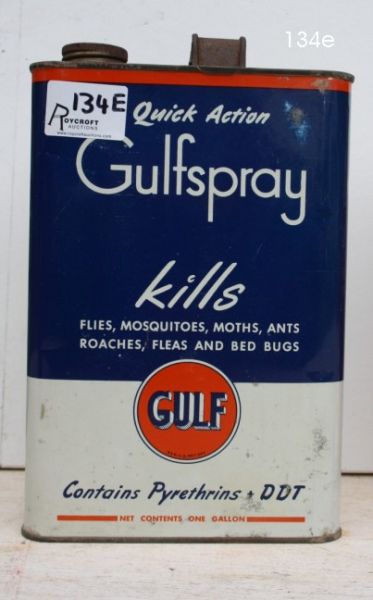 134e
134E
ROYCROFT
AUCTIONS
Quick Action
Gulfspray
kills
FLIES, MOSQUITOES, MOTHS, ANTS
ROACHES, FLEAS AND BED BUGS
GULF
Contains Pyrethrins + DDT
NET CONTENTS ONE GALLON